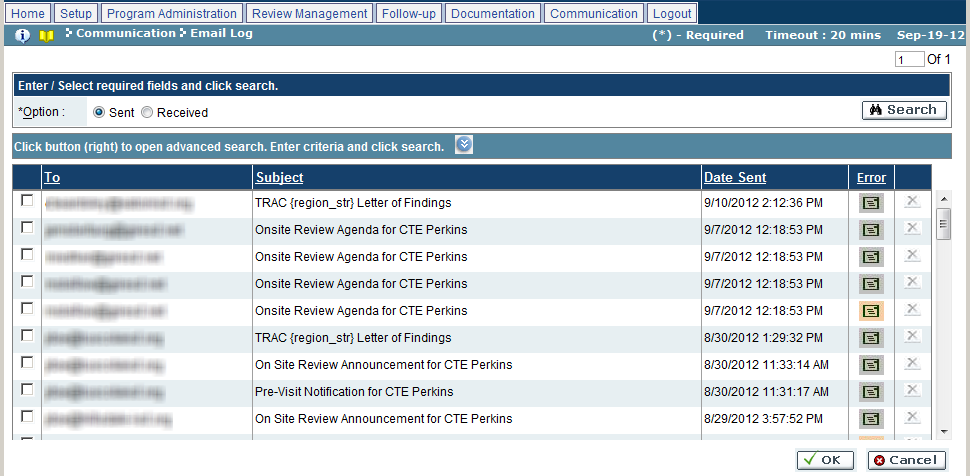 Home Setup Program Administration Review Management Follow-up Documentation Communication Logout
Communication Email Log (*) - Required Timeout : 20 mins Sep-19-12
1 Of 1
Enter / Select required fields and click search.
*Option : Sent Received Search
Click button (right) to open advanced search. Enter criteria and click search.
To Subject Date Sent Error
TRAC {region_str} Letter of Findings 9/10/2012 2:12:36 PM
Onsite Review Agenda for CTE Perkins 9/7/2012 12:18:53 PM
Onsite Review Agenda for CTE Perkins 9/7/2012 12:18:53 PM
Onsite Review Agenda for CTE Perkins 9/7/2012 12:18:53 PM
Onsite Review Agenda for CTE Perkins 9/7/2012 12:18:53 PM
TRAC {region_str} Letter of Findings 8/30/2012 1:29:32 PM
On Site Review Announcement for CTE Perkins 8/30/2012 11:33:14 AM
Pre-Visit Notification for CTE Perkins 8/30/2012 11:31:17 AM
On Site Review Announcement for CTE Perkins 8/29/2012 3:57:52 PM
OK Cancel